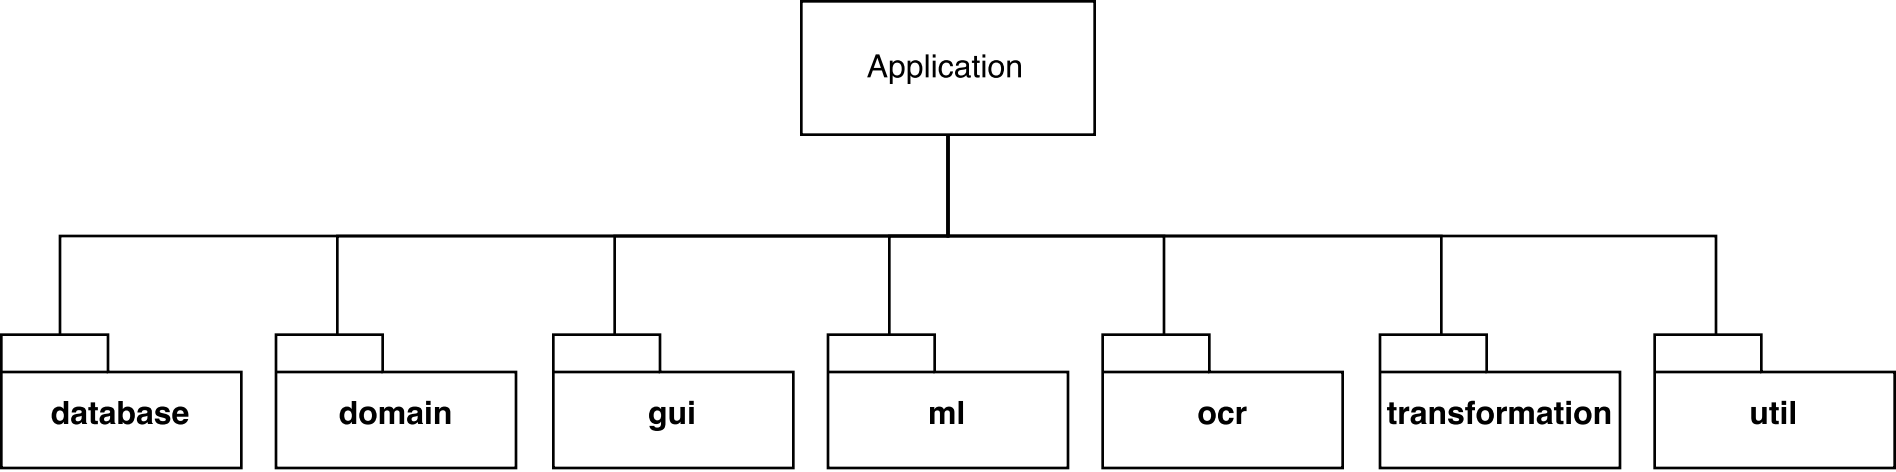 Application
database
domain
gui
ml
ocr
transformation
util